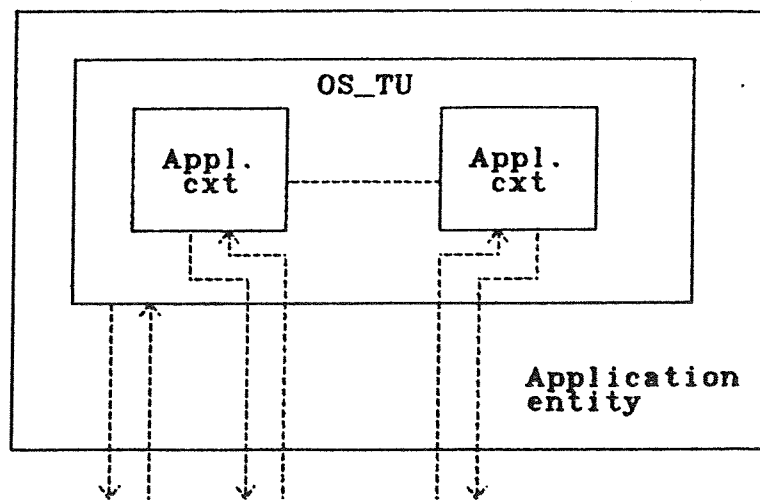 OS_TU
Appl.
cxt
Appl.
cxt
Application
entity